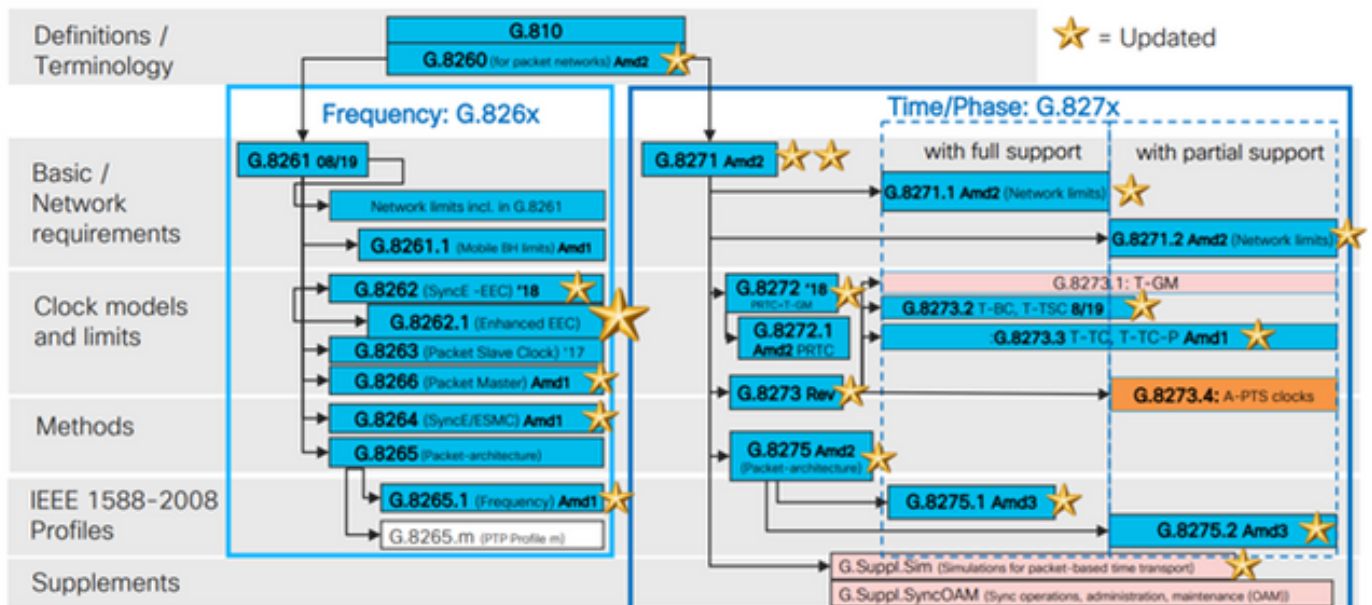 Definitions /
Terminology
G.810
G.8260 (for packet networks) Amd2
= Updated
Frequency: G.826x
Time/Phase: G.827x
with full support
with partial support
Basic /
Network
requirements
G.8261 08/19
Network limits incl. in G.8261
G.8261.1 (Mobile BH limits) Amd1
G.8271 Amd2
G.8271.1 Amd2 (Network limits)
G.8271.2 Amd2 (Network limits)
Clock models
and limits
G.8262 (SyncE -EEC) '18
G.8262.1 (Enhanced EEC)
G.8263 (Packet Slave Clock) '17
G.8266 (Packet Master) Amd1
G.8272 '18
PRTC-T-GM
G.8272.1
Amd2 PRTC
G.8273 Rev
G.8273.1: T-GM
G.8273.2 T-BC, T-TSC 8/19
:G.8273.3 T-TC, T-TC-P Amd1
G.8273.4: A-PTS clocks
Methods
G.8264 (SyncE/ESMC) Amd1
G.8265 (Packet-architecture)
G.8275 Amd2
(Packet-architecture)
IEEE 1588-2008
Profiles
G.8265.1 (Frequency) Amd1
G.8265.m (PTP Profile m)
G.8275.1 Amd3
G.8275.2 Amd3
Supplements
G.Suppl.Sim (Simulations for packet-based time transport)
G.Suppl.SyncOAM (Sync operations, administration, maintenance (OAM))